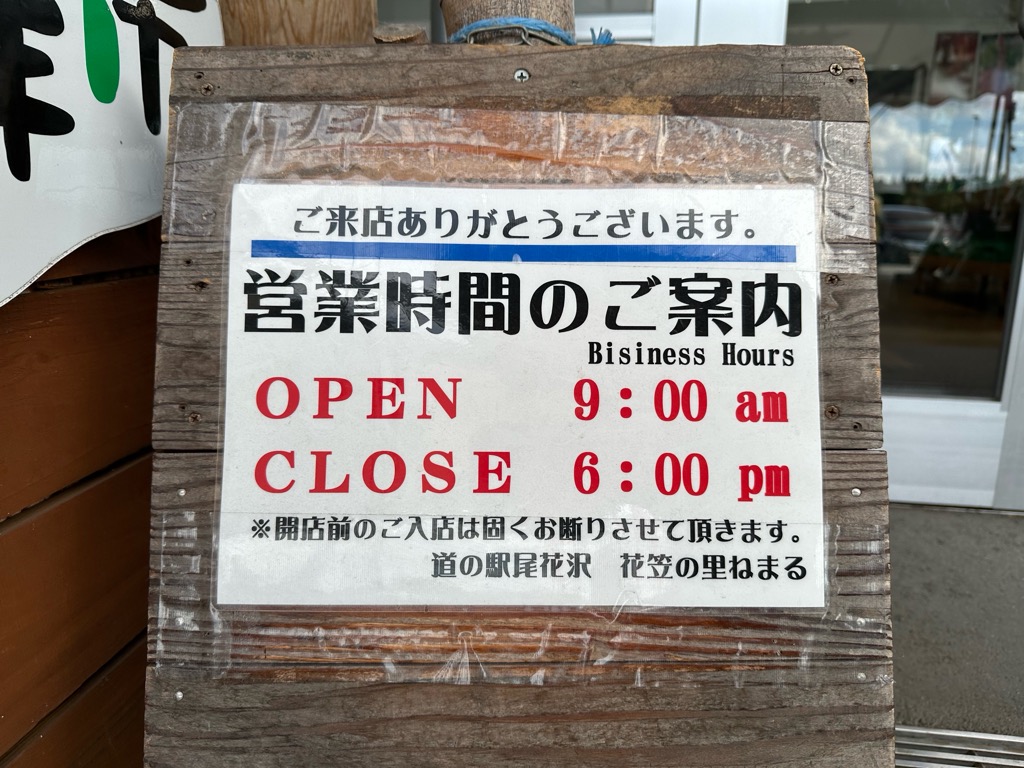 ご来店ありがとうございます。
営業時間のご案内
Bisiness Hours
OPEN 9：00 am
CLOSE 6：00 pm
※開店前のご入店は固くお断りさせて頂きます。
道の駅尾花沢　花笠の里ねまる